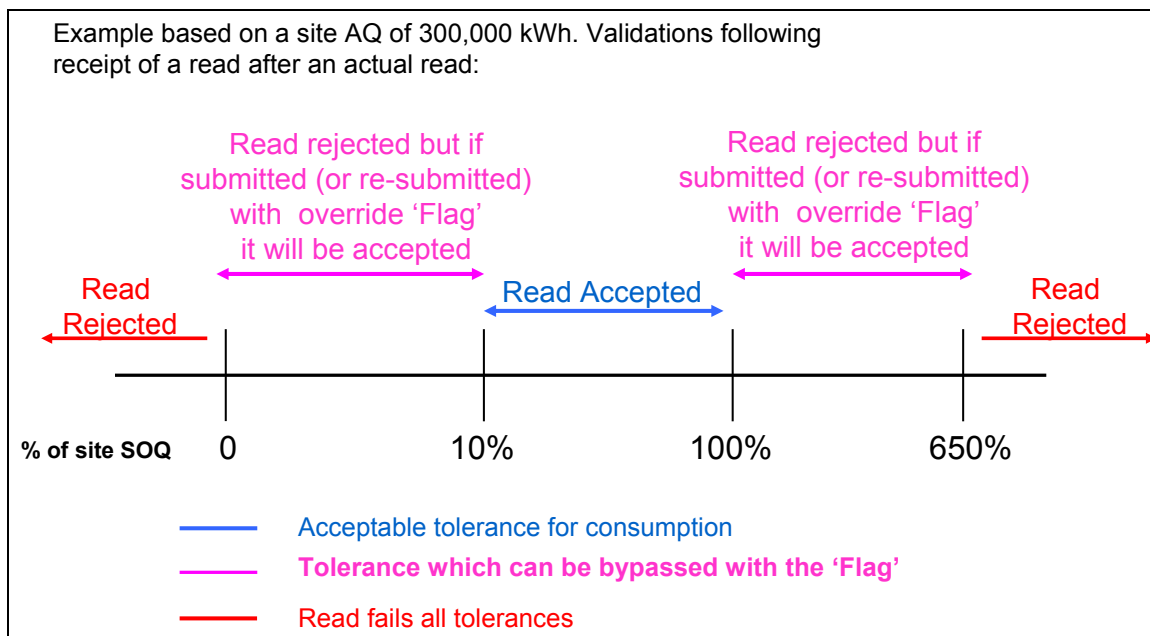 Example based on a site AQ of 300,000 kWh. Validations following
receipt of a read after an actual read:
Read rejected but if
submitted (or re-submitted)
with override ‘Flag’
it will be accepted
Read rejected but if
submitted (or re-submitted)
with override ‘Flag’
it will be accepted
Read
Rejected
Read Accepted
Read
Rejected
% of site SOQ 0 10% 100% 650%
Acceptable tolerance for consumption
Tolerance which can be bypassed with the ‘Flag’
Read fails all tolerances